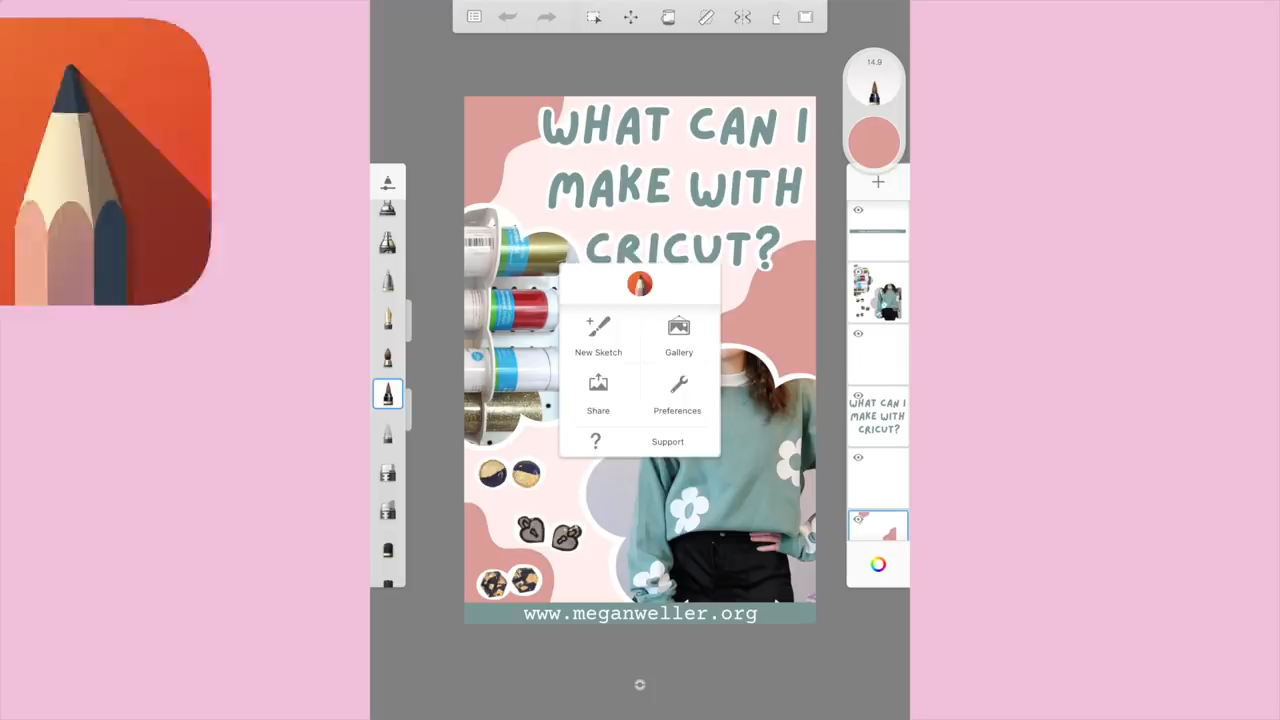 14.9
WHAT CAN I
MAKE WITH
CRICUT?
New Sketch
Gallery
Share
Preferences
?
Support
WHAT CAN I
MAKE WITH
CRICUT?
www.meganweller.org